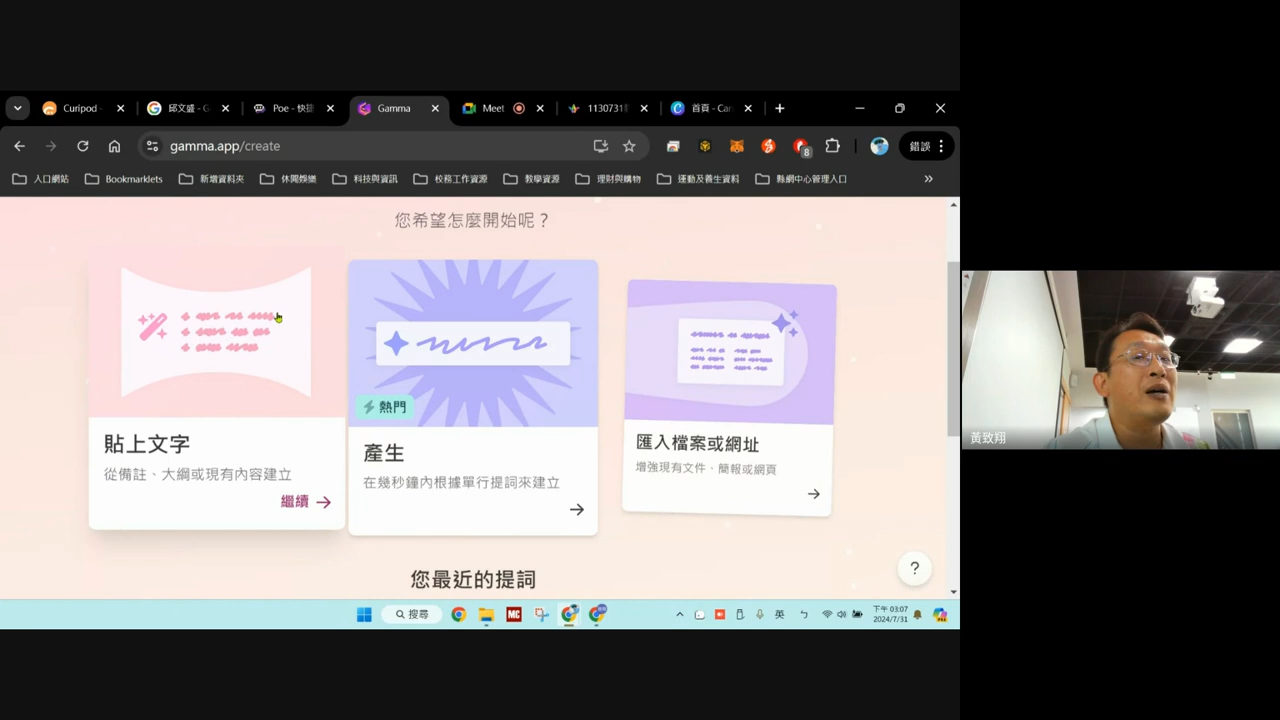 Curipod -
邱文盛 - G
Poe - 快捷
Gamma
Meet
1130731
首頁 - Can
gamma.app/create
8
錯誤
人口網站
Bookmarklets
新增資料夾
休閒娛樂
科技與資訊
校務工作資源
教學資源
理財與購物
運動及養生資料
縣網中心管理入口
您希望怎麼開始呢？
熱門
貼上文字
從備註、大綱或現有內容建立
繼續 →
產生
在幾秒鐘內根據單行提詞來建立
匯入檔案或網址
增強現有文件、簡報或網頁
您最近的提詞
?
搜尋
MC
英
ㄅ
下午 03:07
2024/7/31
黃致翔